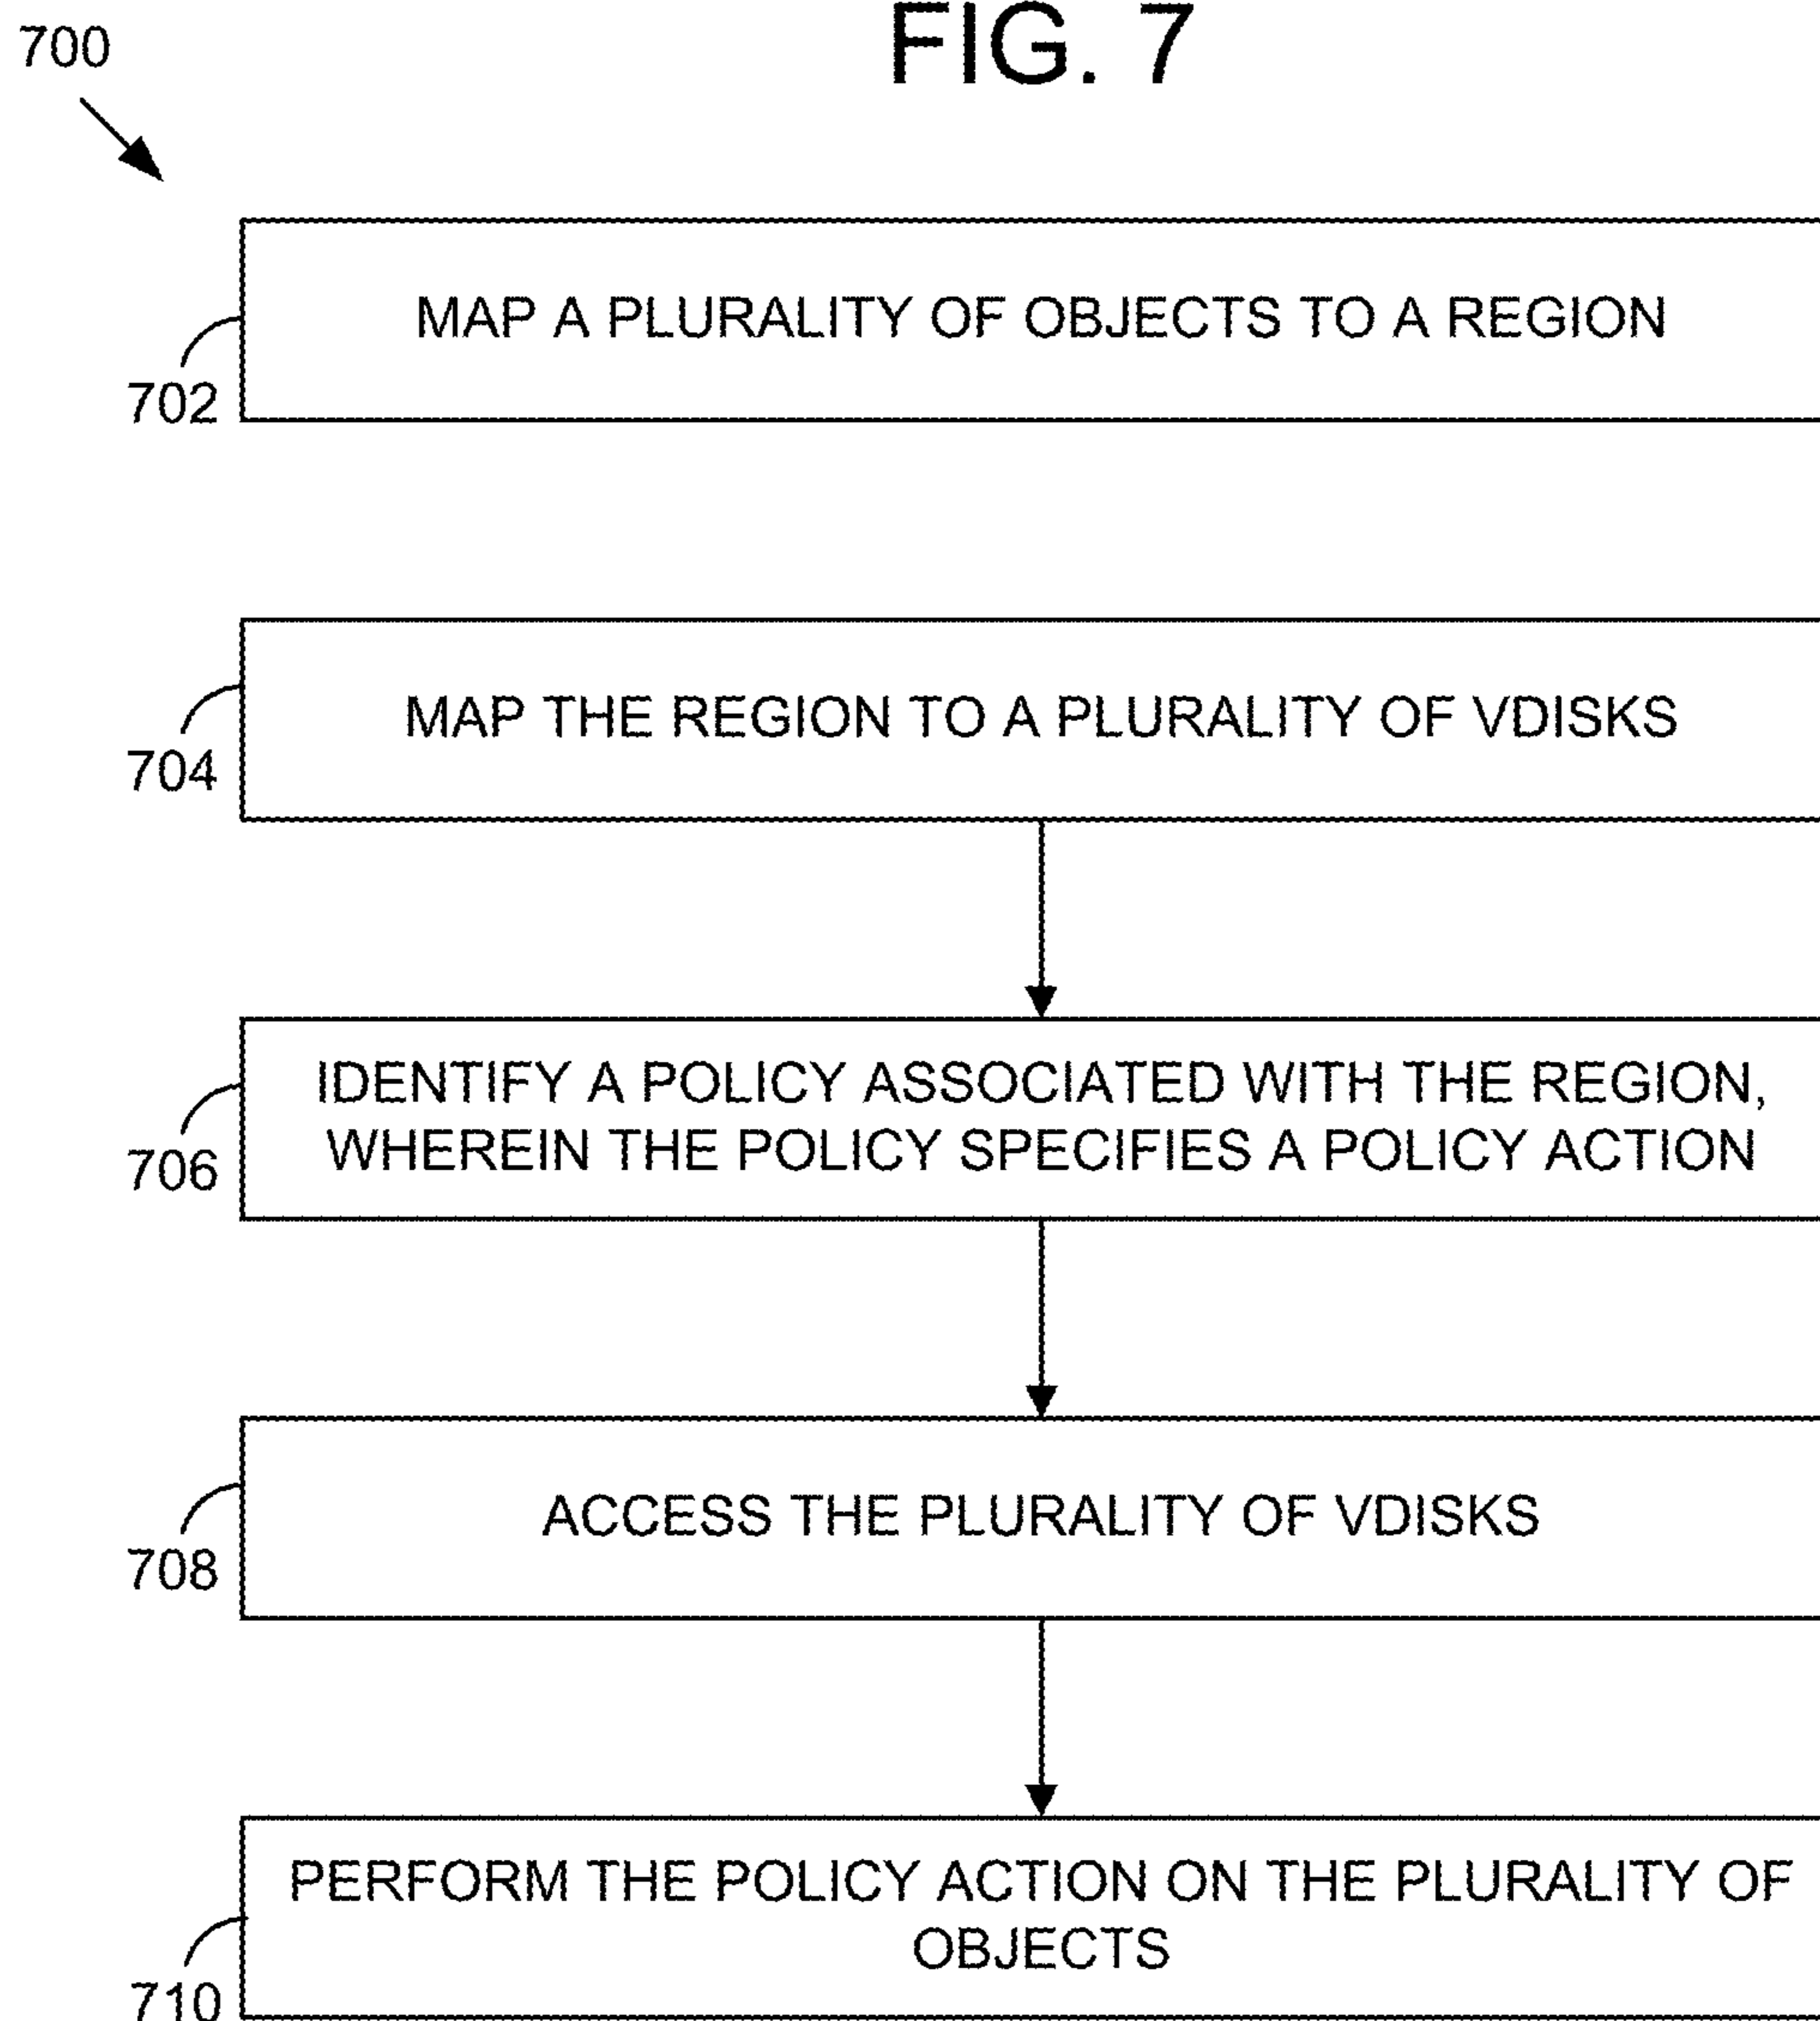 FIG. 7
700
MAP A PLURALITY OF OBJECTS TO A REGION
702
MAP THE REGION TO A PLURALITY OF VDISKS
704
IDENTIFY A POLICY ASSOCIATED WITH THE REGION,
WHEREIN THE POLICY SPECIFIES A POLICY ACTION
706
ACCESS THE PLURALITY OF VDISKS
708
PERFORM THE POLICY ACTION ON THE PLURALITY OF
OBJECTS
710